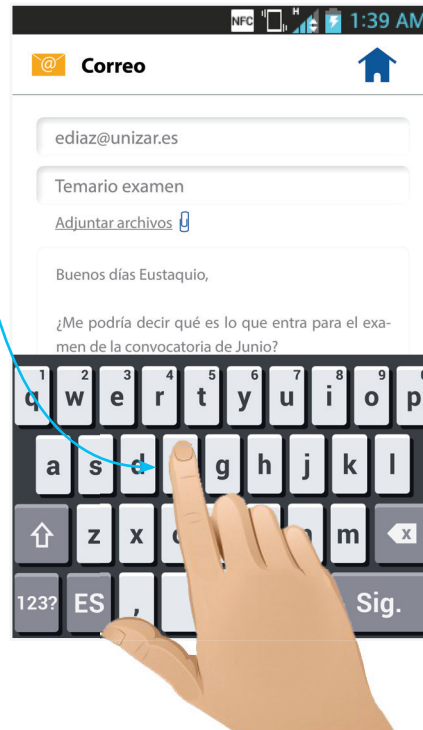 NFC H 1:39 AM
@ Correo
ediaz@unizar.es
Temario examen
Adjuntar archivos
Buenos días Eustaquio,
¿Me podría decir qué es lo que entra para el exa-
men de la convocatoria de Junio?
1 2 3 4 5 6 7 8 9
q w e r t y u i o p
a s d g h j k l
z x m x
123? ES , Sig.